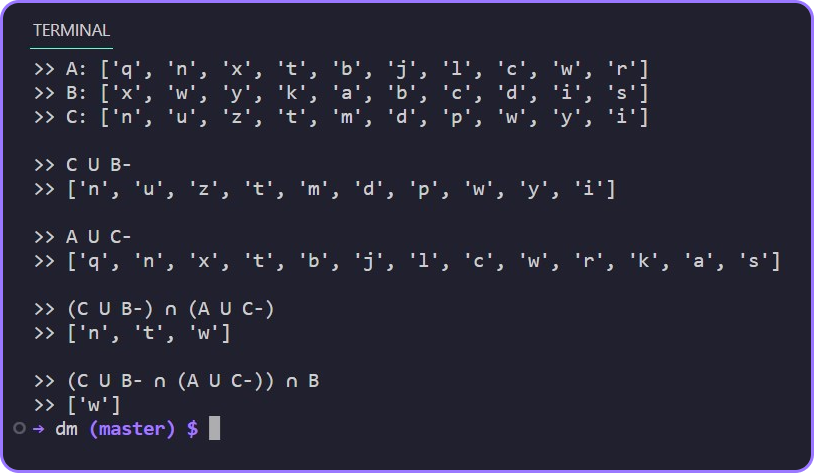 TERMINAL
>> A: ['q', 'n', 'x', 't', 'b', 'j', 'l', 'c', 'w', 'r']
>> B: ['x', 'w', 'y', 'k', 'a', 'b', 'c', 'd', 'i', 's']
>> C: ['n', 'u', 'z', 't', 'm', 'd', 'p', 'w', 'y', 'i']
>> C U B-
>> ['n', 'u', 'z', 't', 'm', 'd', 'p', 'w', 'y', 'i']
>> A U C-
>> ['q', 'n', 'x', 't', 'b', 'j', 'l', 'c', 'w', 'r', 'k', 'a', 's']
>> (C U B-) ∩ (A U C-)
>> ['n', 't', 'w']
>> (C U B- ∩ (A U C-)) ∩ B
>> ['w']
→ dm (master) $